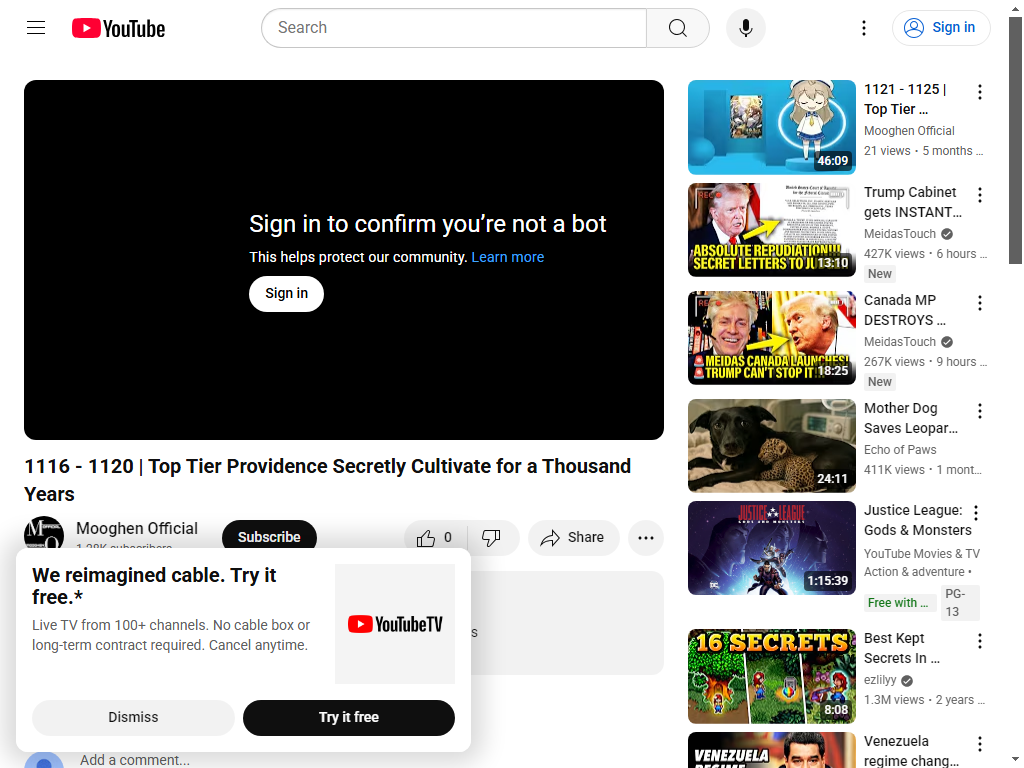 YouTube
Search
Sign in
Sign in to confirm you’re not a bot
This helps protect our community. Learn more
Sign in
1116 - 1120 | Top Tier Providence Secretly Cultivate for a Thousand
Years
Mooghen Official
Subscribe
0
Share
We reimagined cable. Try it
free.*
Live TV from 100+ channels. No cable box or
long-term contract required. Cancel anytime.
YouTubeTV
Dismiss
Try it free
Add a comment...
46:09
1121 - 1125 |
Top Tier ...
Mooghen Official
21 views • 5 months ...
REC
ABSOLUTE REPUDIATION!!!
SECRET LETTERS TO
13:10
Trump Cabinet
gets INSTANT...
MeidasTouch
427K views • 6 hours ...
New
REC
MEIDAS CANADA LAUNCHES!
TRUMP CAN'T STOP IT
18:25
Canada MP
DESTROYS ...
MeidasTouch
267K views • 9 hours ...
New
24:11
Mother Dog
Saves Leopar...
Echo of Paws
411K views • 1 mont...
JUSTICE LEAGUE
GODS AND MONSTERS
DC
1:15:39
Justice League:
Gods & Monsters
YouTube Movies & TV
Action & adventure •
Free with ...
PG-
13
16 SECRETS
8:08
Best Kept
Secrets In ...
ezlilyy
1.3M views • 2 years ...
VENEZUELA
REGIME
Venezuela
regime chang...